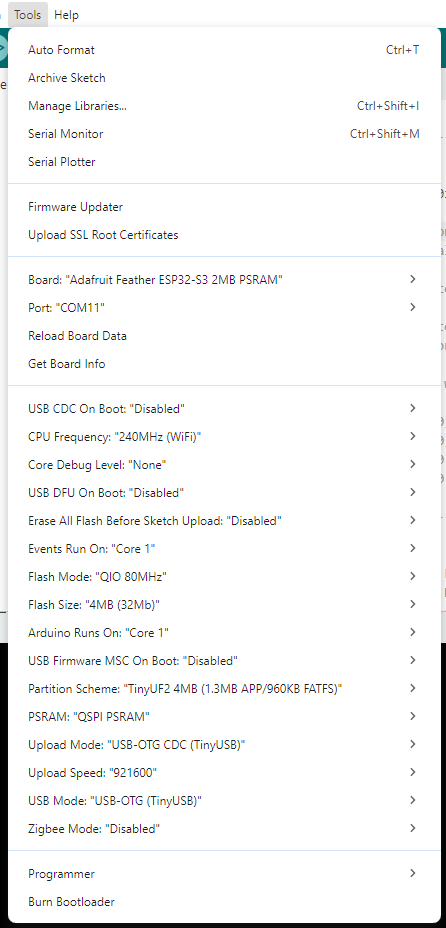 Tools Help
Auto Format Ctrl+T
Archive Sketch
Manage Libraries... Ctrl+Shift+I
Serial Monitor Ctrl+Shift+M
Serial Plotter
Firmware Updater
Upload SSL Root Certificates
Board: "Adafruit Feather ESP32-S3 2MB PSRAM"
Port: "COM11"
Reload Board Data
Get Board Info
USB CDC On Boot: "Disabled"
CPU Frequency: "240MHz (WiFi)"
Core Debug Level: "None"
USB DFU On Boot: "Disabled"
Erase All Flash Before Sketch Upload: "Disabled"
Events Run On: "Core 1"
Flash Mode: "QIO 80MHz"
Flash Size: "4MB (32Mb)"
Arduino Runs On: "Core 1"
USB Firmware MSC On Boot: "Disabled"
Partition Scheme: "TinyUF2 4MB (1.3MB APP/960KB FATFS)"
PSRAM: "QSPI PSRAM"
Upload Mode: "USB-OTG CDC (TinyUSB)"
Upload Speed: "921600"
USB Mode: "USB-OTG (TinyUSB)"
Zigbee Mode: "Disabled"
Programmer
Burn Bootloader